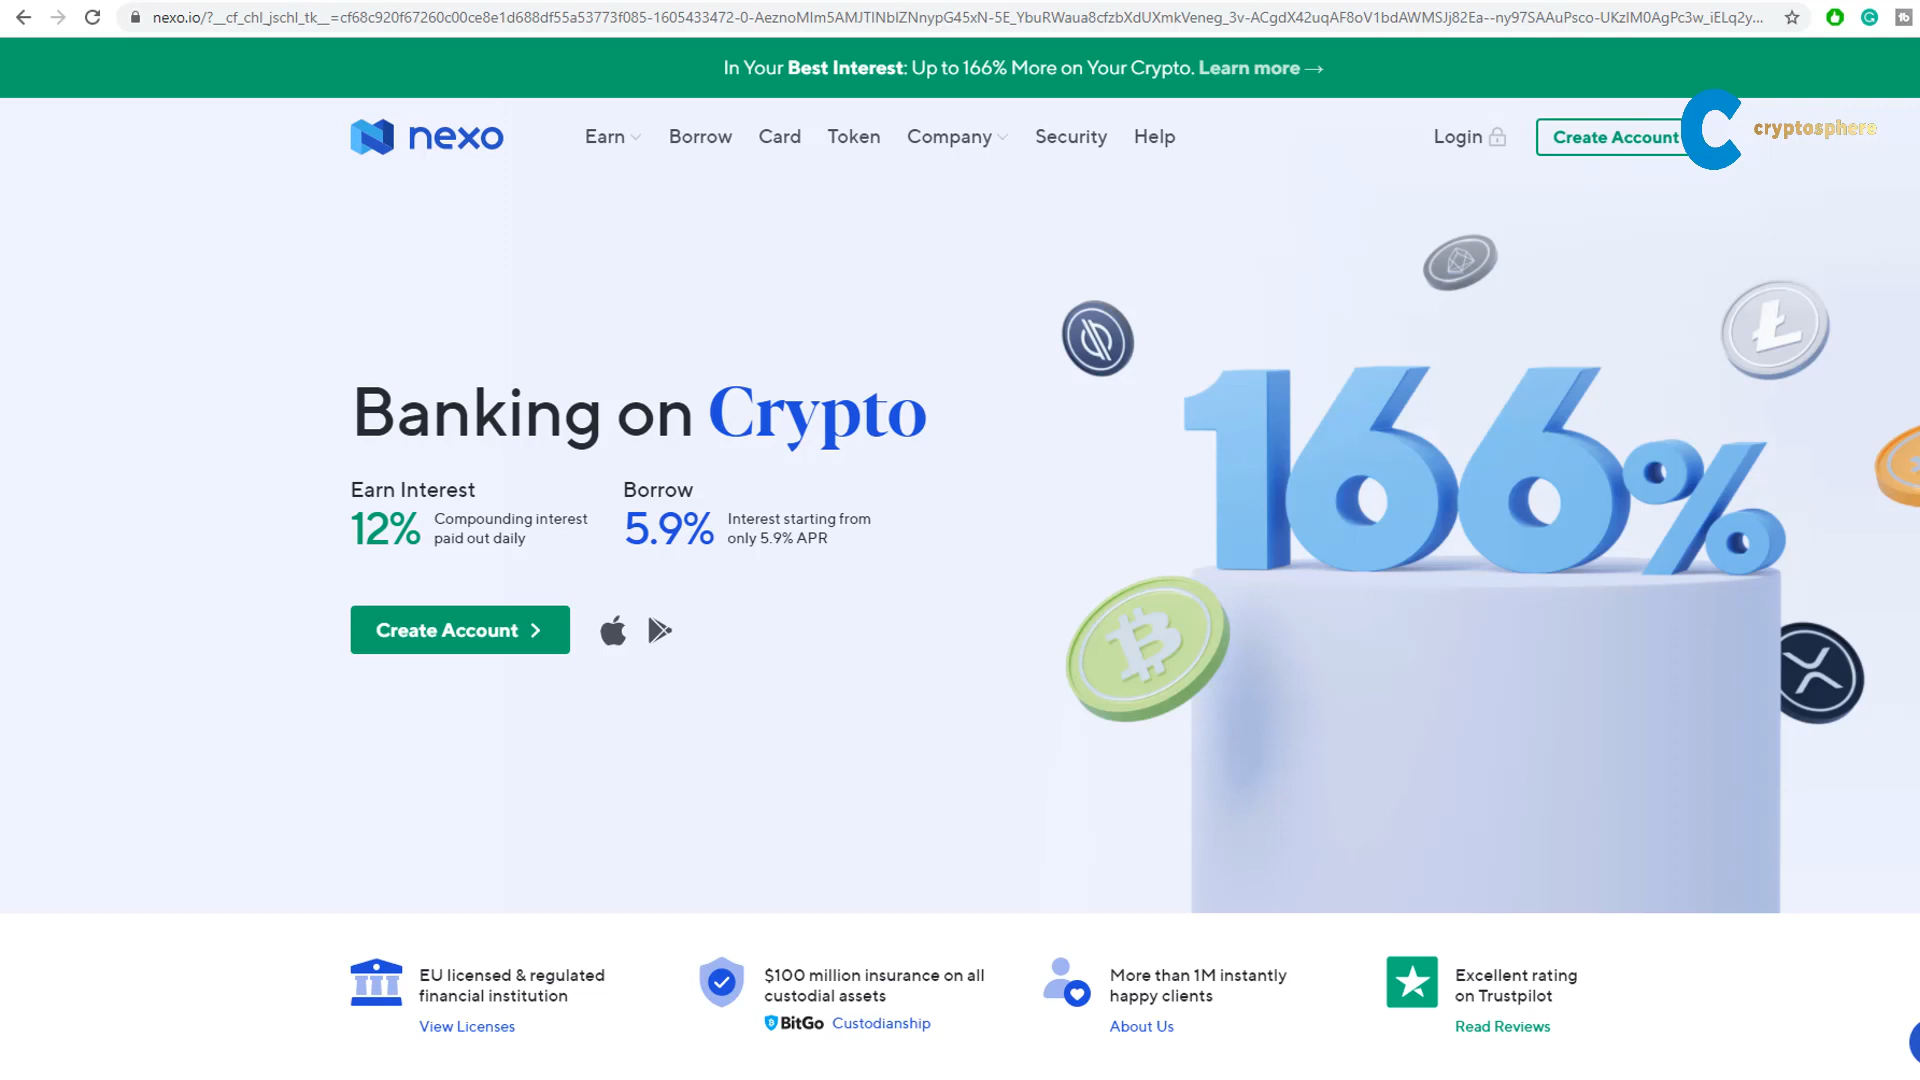 nexo.io/?__cf_chl_jschl_tk__=cf68c920f67260c00ce8e1d688df55a53773f085-1605433472-0-AeznoMIm5AMJTINbIZNnypG45xN-5E_YbuRWaua8cfzbXdUXmkVeneg_3v-ACgdX42uqAF8oV1bdAWMSJj82Ea--ny97SAAuPsco-UKzIM0AgPc3w_iELq2y...
In Your Best Interest: Up to 166% More on Your Crypto. Learn more →
nexo Earn Borrow Card Token Company Security Help Login Create Account
cryptosphere
Banking on Crypto
166%
Earn Interest
12% Compounding interest
paid out daily
Borrow
5.9% Interest starting from
only 5.9% APR
Create Account
EU licensed & regulated
financial institution
View Licenses
$100 million insurance on all
custodial assets
BitGo Custodianship
More than 1M instantly
happy clients
About Us
Excellent rating
on Trustpilot
Read Reviews